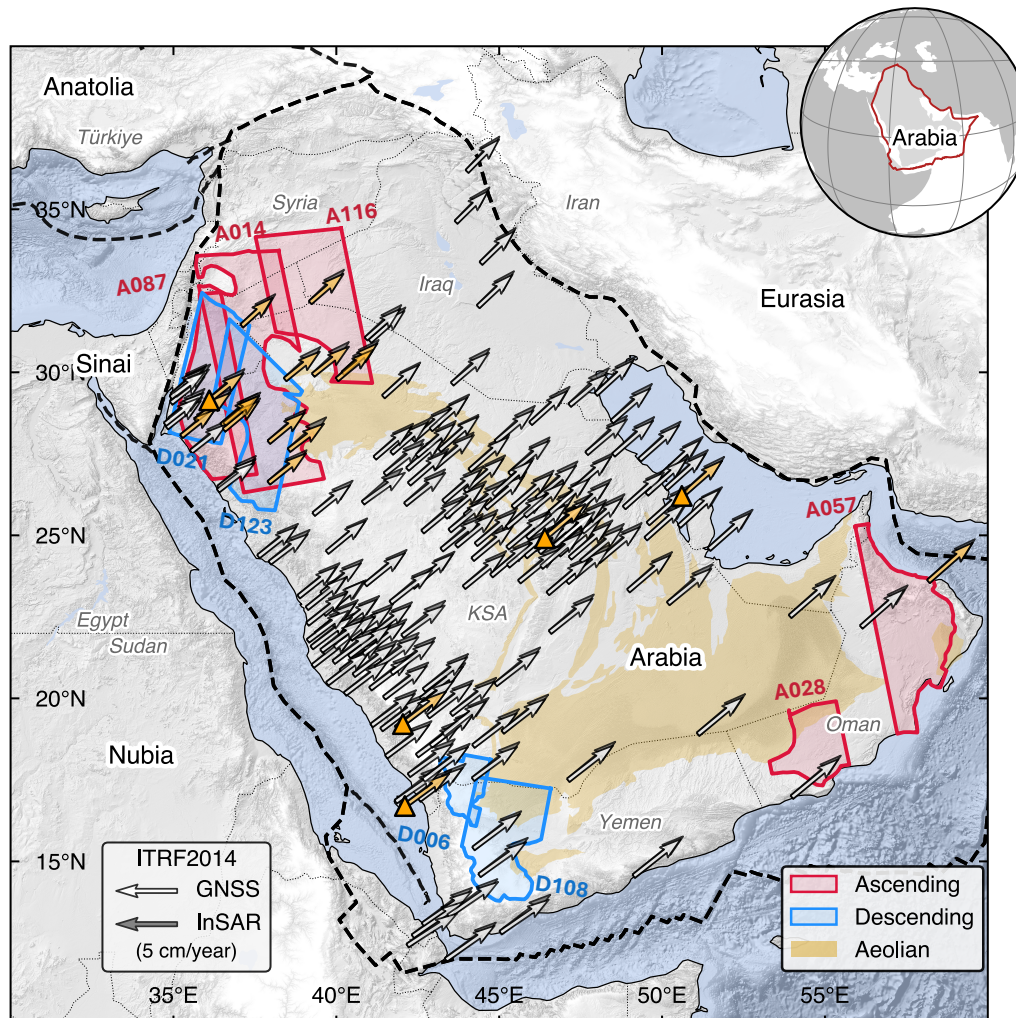 Anatolia
Türkiye
Arabia
35°N
Syria
A116
Iran
A014
A087
Iraq
Eurasia
Sinai
30°N
D021
D123
A057
25°N
Egypt
Sudan
KSA
Arabia
A028
20°N
Oman
Nubia
Yemen
D006
15°N
D108
ITRF2014
GNSS
InSAR
(5 cm/year)
Ascending
Descending
Aeolian
35°E
40°E
45°E
50°E
55°E